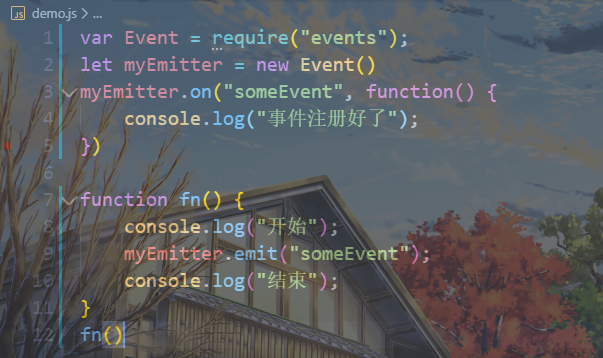 JS demo.js > ...
1 var Event = require("events");
2 let myEmitter = new Event()
3 myEmitter.on("someEvent", function() {
4     console.log("事件注册好了");
5 })
6
7 function fn() {
8     console.log("开始");
9     myEmitter.emit("someEvent");
10     console.log("结束");
11 }
12 fn()